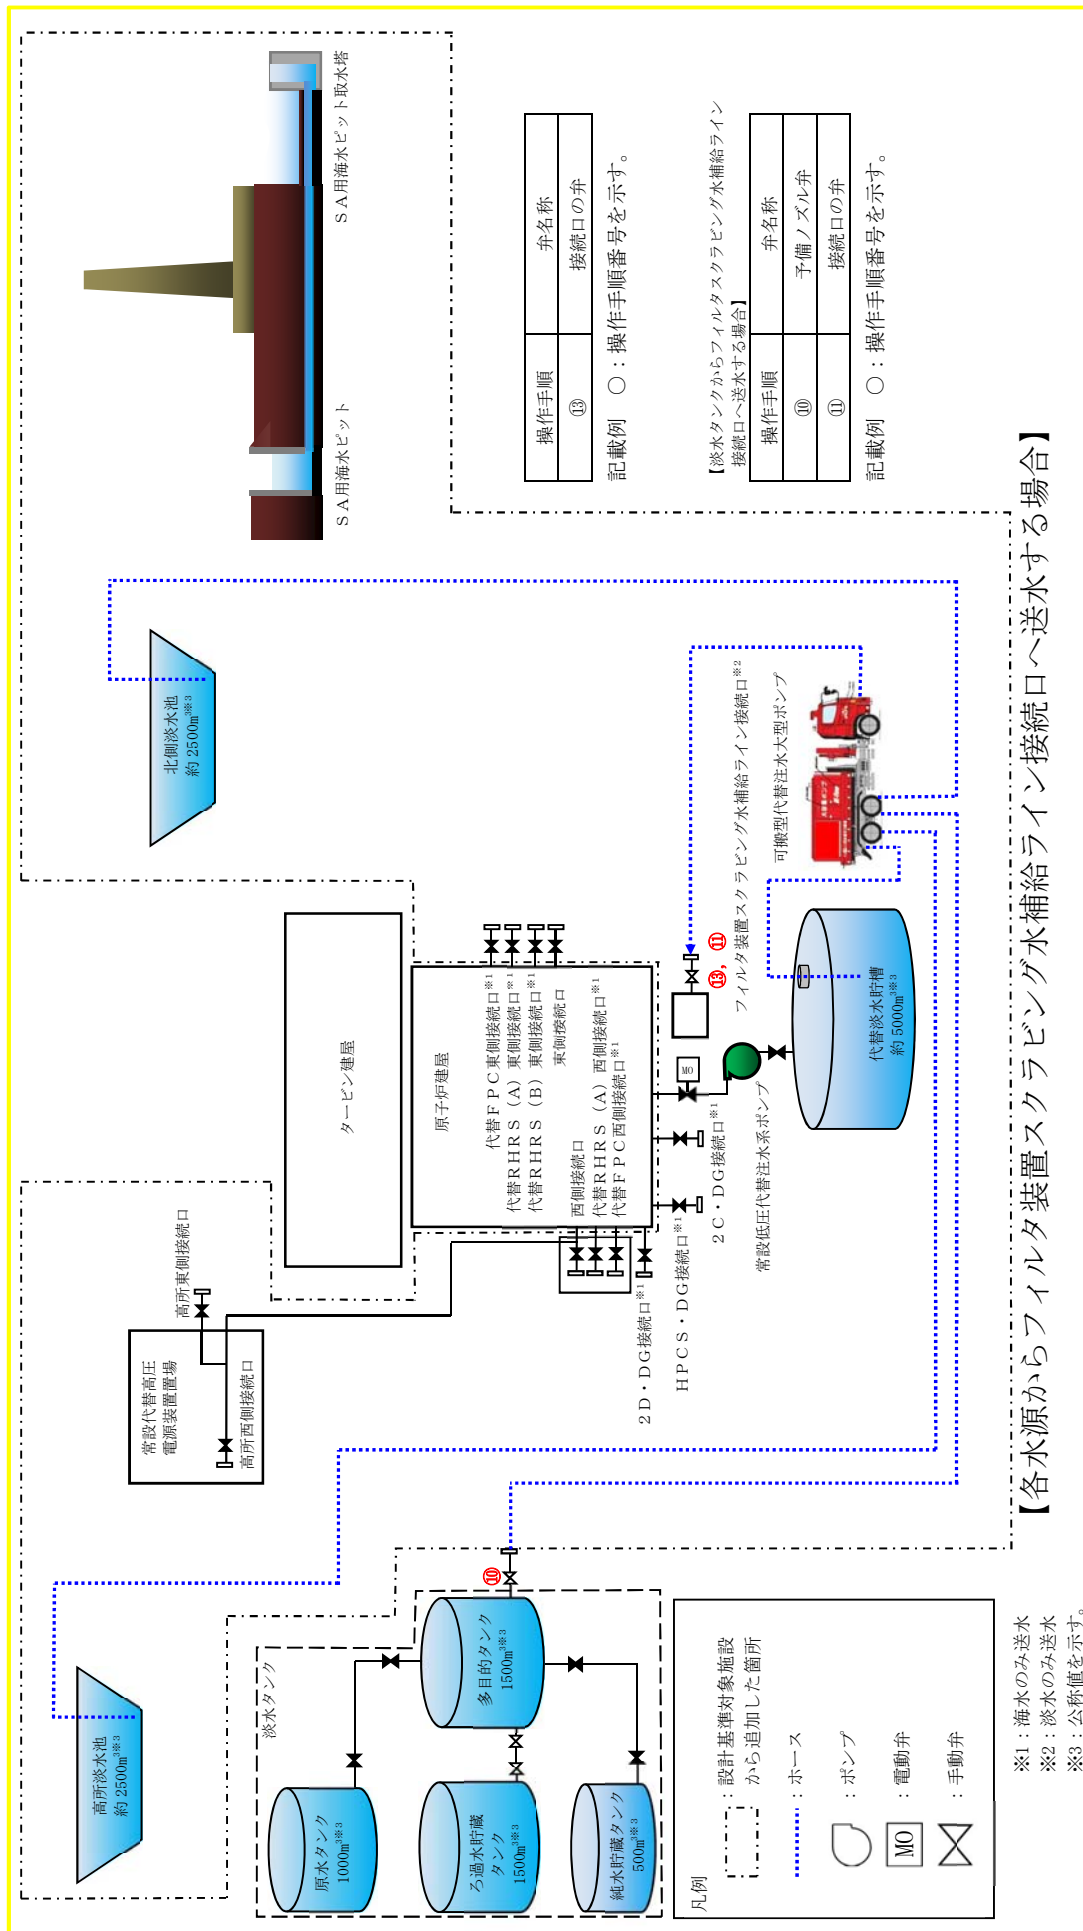 高所淡水池
約 2500m³※3
北側淡水池
約 2500m³※3
SA用海水ピット
SA用海水ピット取水塔
常設代替高圧
電源装置置場
高所東側接続口
高所西側接続口
タービン建屋
原子炉建屋
代替FPC東側接続口※1
代替RHRS（A）東側接続口※1
代替RHRS（B）東側接続口※1
東側接続口
西側接続口
代替RHRS（A）西側接続口※1
代替FPC西側接続口※1
2D・DG接続口※1
HPCS・DG接続口※1
2C・DG接続口※1
MO
常設低圧代替注水系ポンプ
⑬, ⑪
フィルタ装置スクラビング水補給ライン接続口※2
可搬型代替注水大型ポンプ
代替淡水貯槽
約 5000m³※3
淡水タンク
原水タンク
1000m³※3
多目的タンク
1500m³※3
⑩
ろ過水貯蔵
タンク
1500m³※3
純水貯蔵タンク
500m³※3
操作手順 弁名称
⑬ 接続口の弁
記載例 ○：操作手順番号を示す。
【淡水タンクからフィルタスクラビング水補給ライン
接続口へ送水する場合】
操作手順 弁名称
⑩ 予備ノズル弁
⑪ 接続口の弁
記載例 ○：操作手順番号を示す。
凡例
：設計基準対象施設
から追加した箇所
：ホース
：ポンプ
MO ：電動弁
：手動弁
【各水源からフィルタ装置スクラビング水補給ライン接続口へ送水する場合】
※1：海水のみ送水
※2：淡水のみ送水
※3：公称値を示す。